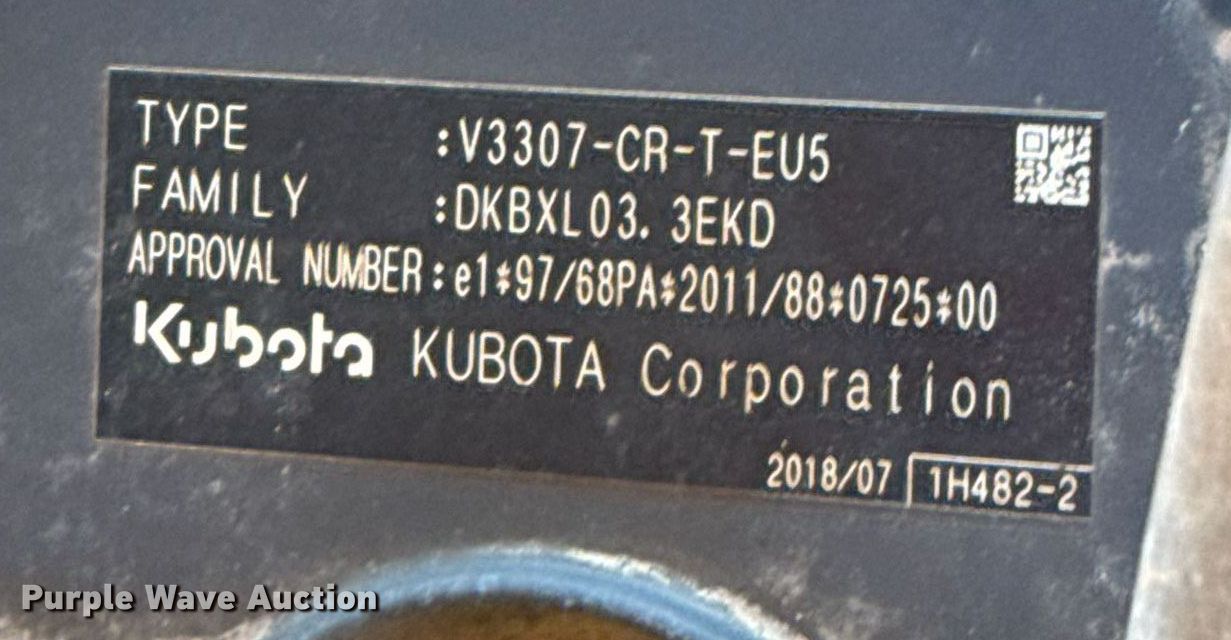 TYPE :V3307-CR-T-EU5
FAMILY :DKBXL03.3EKD
APPROVAL NUMBER:e1*97/68PA*2011/88*0725*00
Kubota KUBOTA Corporation
2018/07 1H482-2
Purple Wave Auction